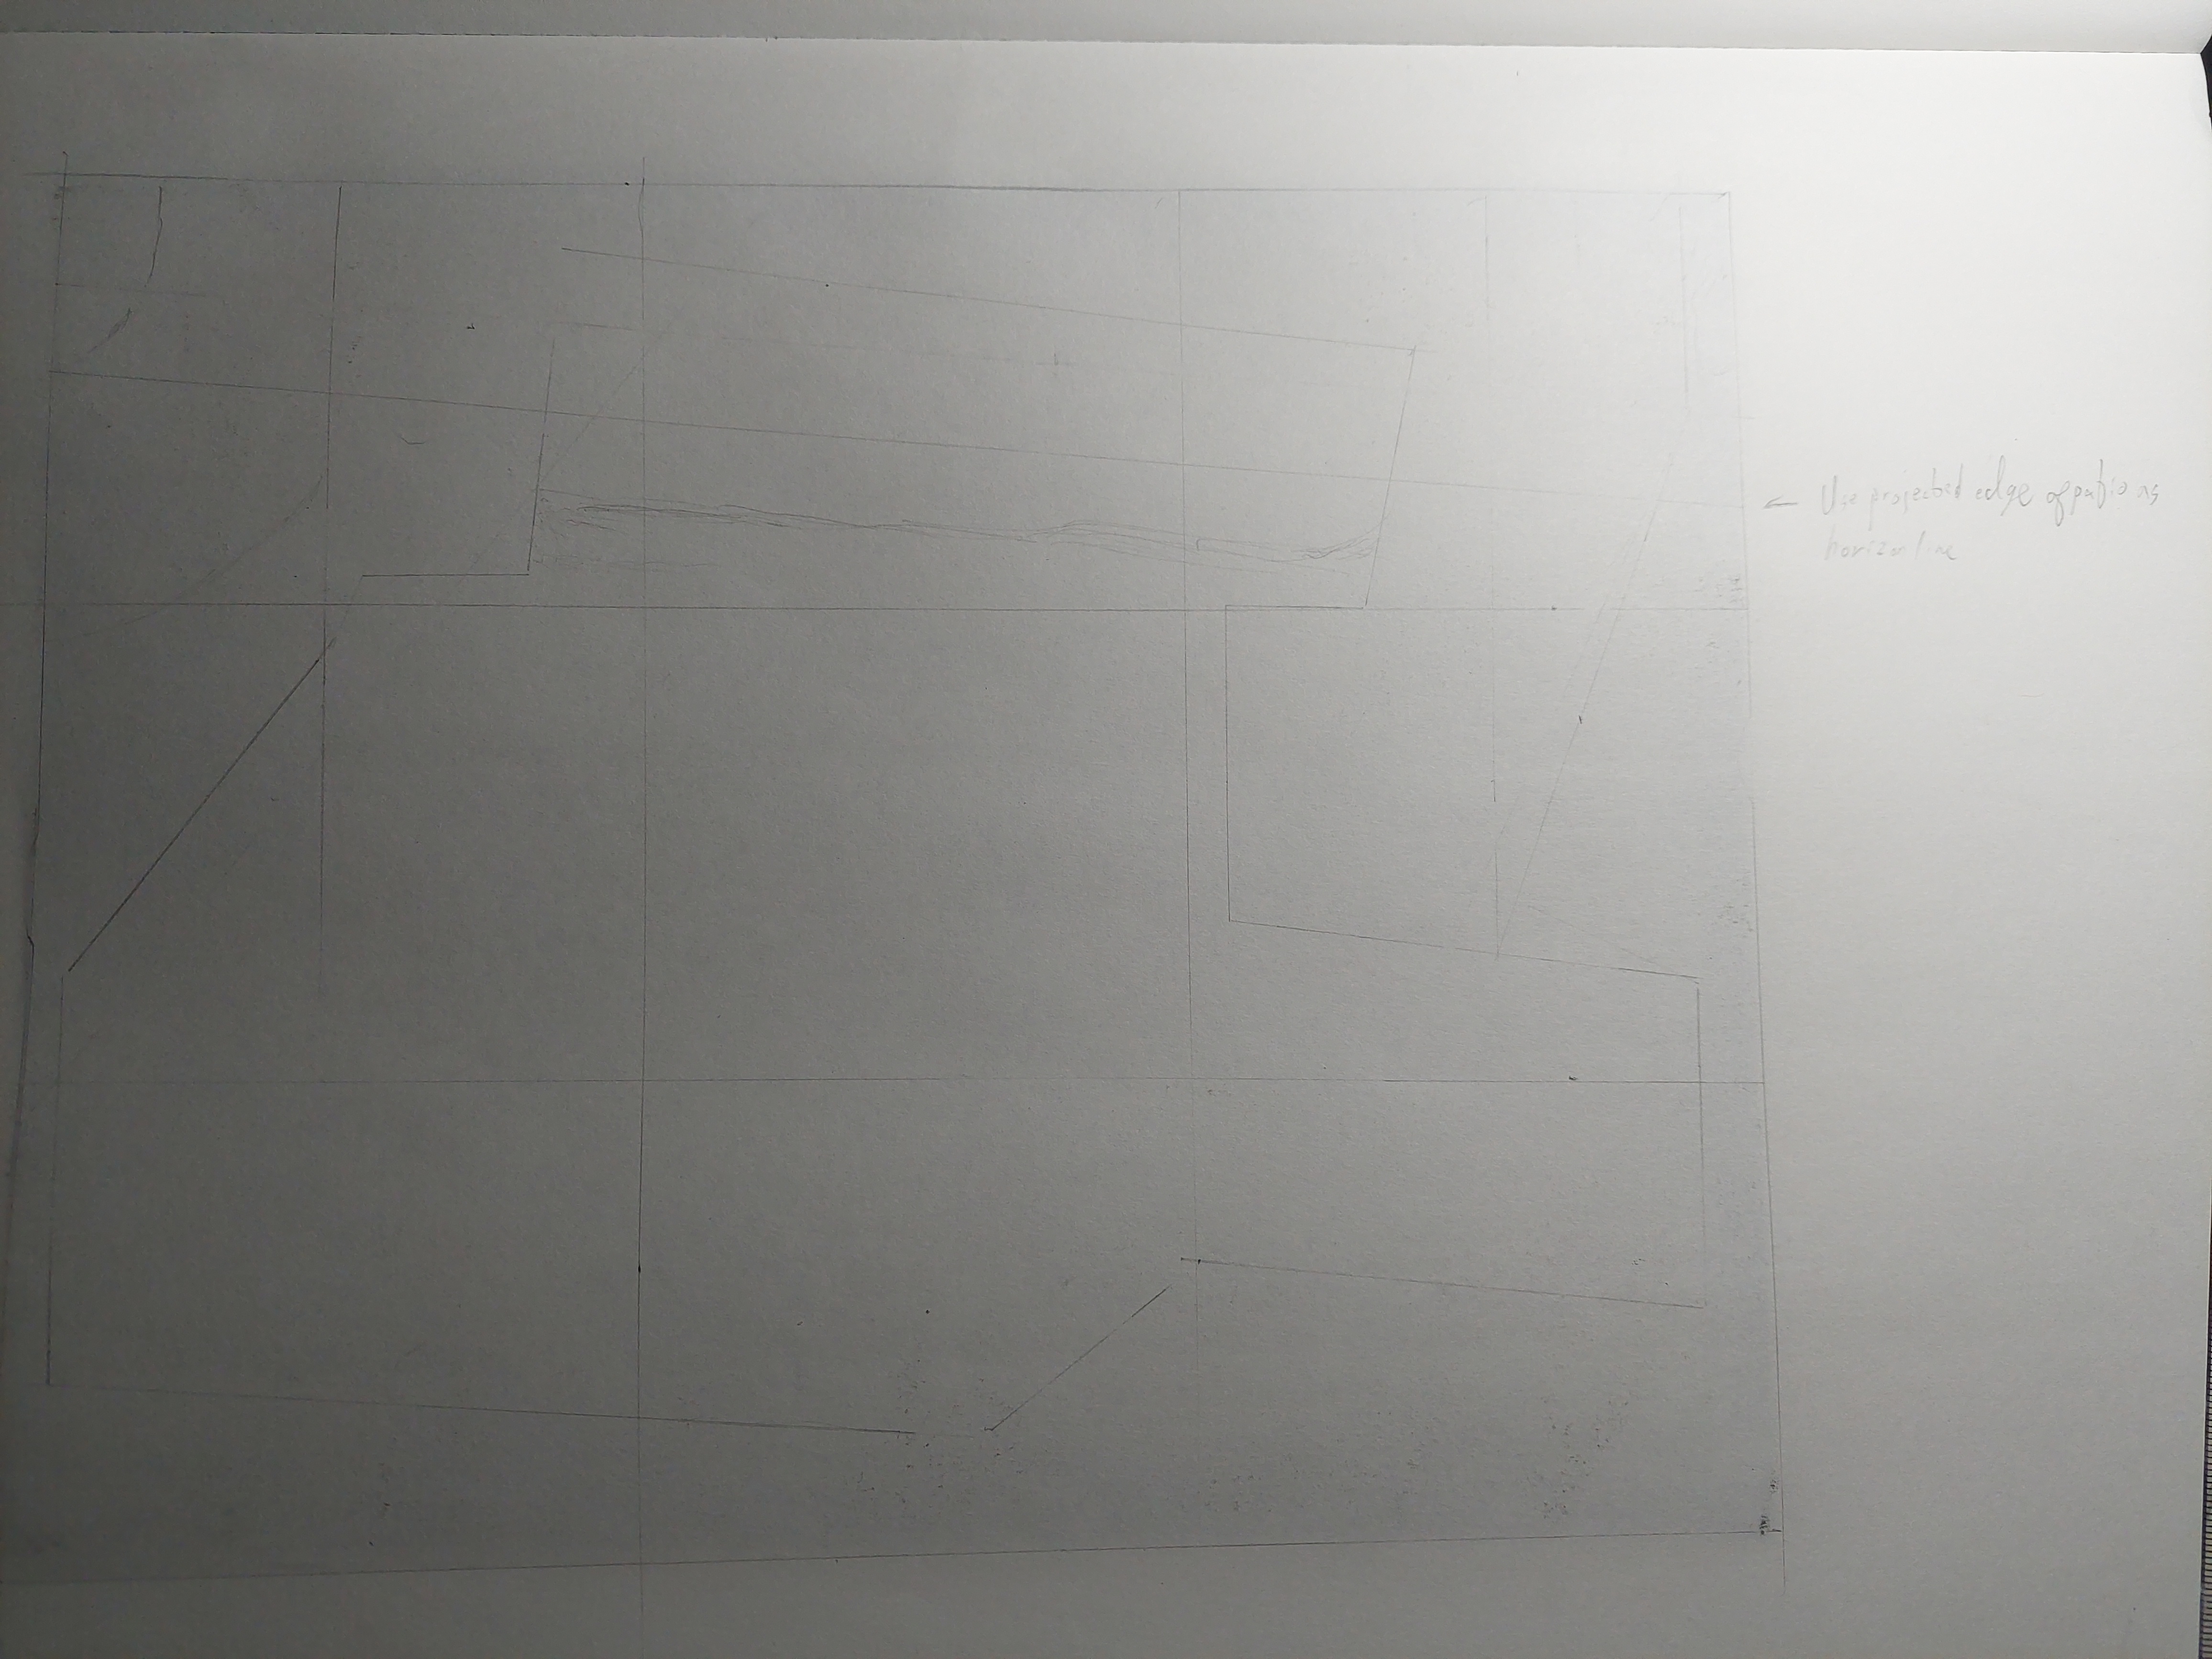 ← Use projected edge of patio as
horizon line